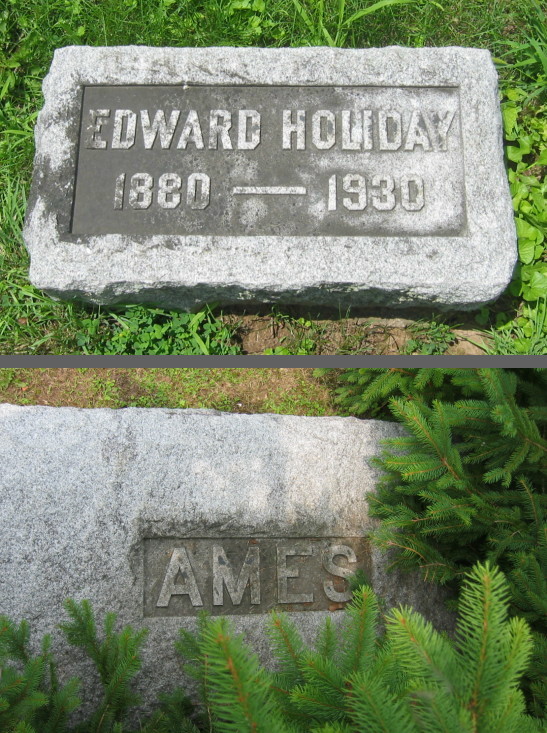 EDWARD HOLIDAY
1880 — 1930
AMES